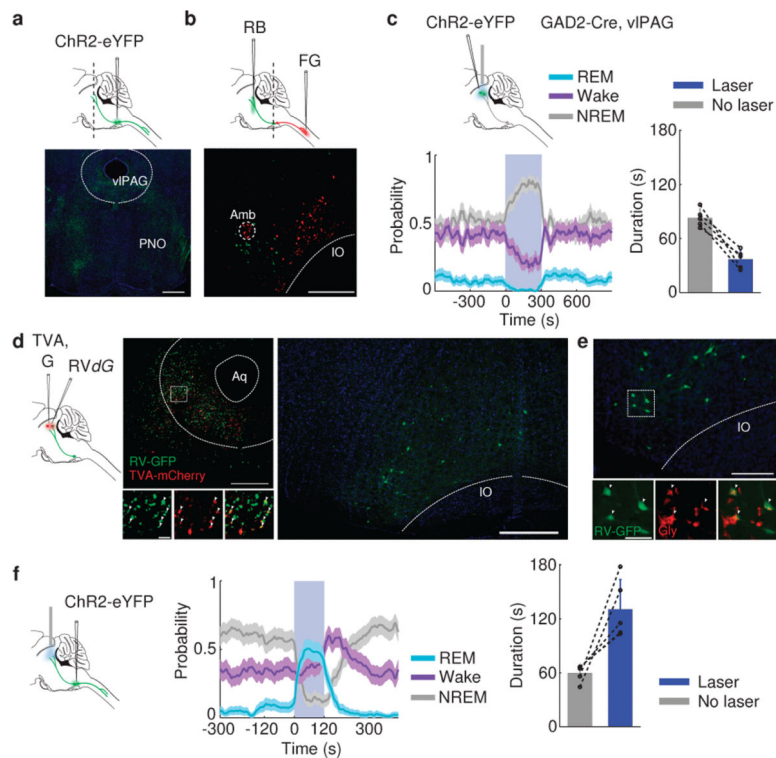 a
ChR2-eYFP
vlPAG
PNO
b
RB
FG
Amb
IO
c
GAD2-Cre, vlPAG
REM
Wake
NREM
Laser
No laser
Probability
1
0.5
0
-300 0 300 600
Time (s)
Duration (s)
180
120
60
0
d
TVA,
G
RVdG
Aq
RV-GFP
TVA-mCherry
IO
e
IO
RV-GFP
Gly
f
ChR2-eYFP
Probability
1
0.5
0
-300 -120 0 120 300
Time (s)
REM
Wake
NREM
Duration (s)
180
120
60
0
Laser
No laser